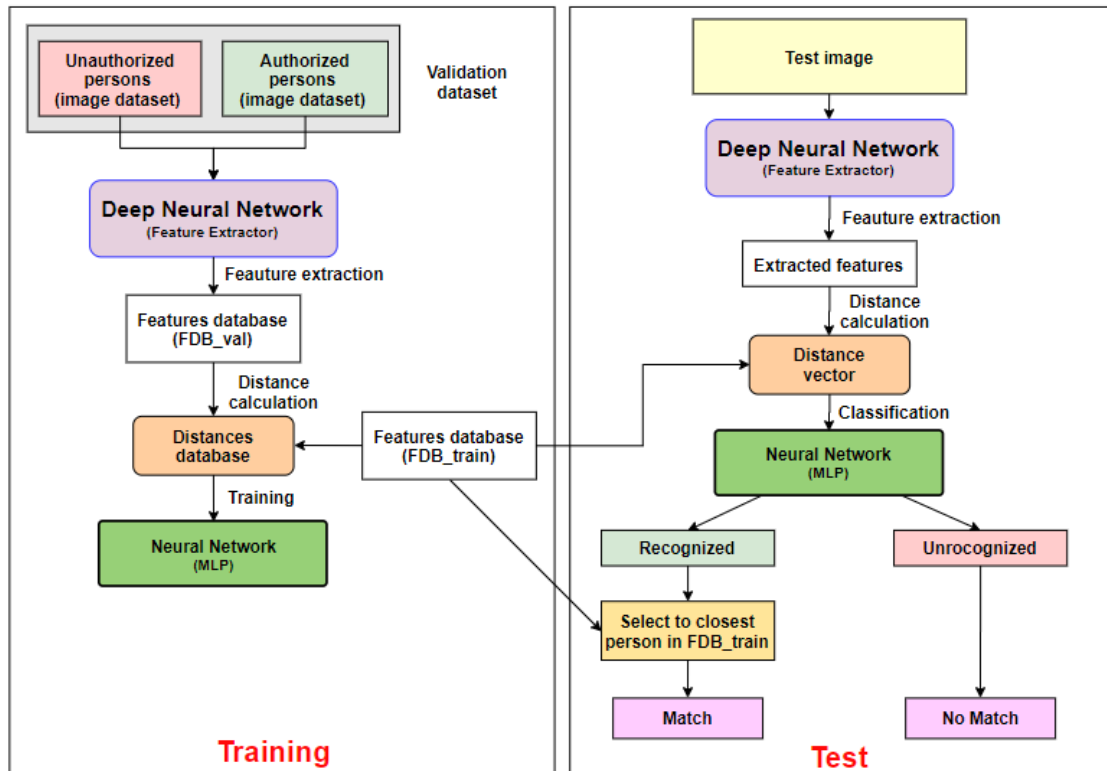 Unauthorized
persons
(image dataset)
Authorized
persons
(image dataset)
Validation
dataset
Deep Neural Network
(Feature Extractor)
Feauture extraction
Features database
(FDB_val)
Distance
calculation
Distances
database
Features database
(FDB_train)
Training
Neural Network
(MLP)
Training
Test image
Deep Neural Network
(Feature Extractor)
Feauture extraction
Extracted features
Distance
calculation
Distance
vector
Classification
Neural Network
(MLP)
Recognized
Unrocognized
Select to closest
person in FDB_train
Match
No Match
Test